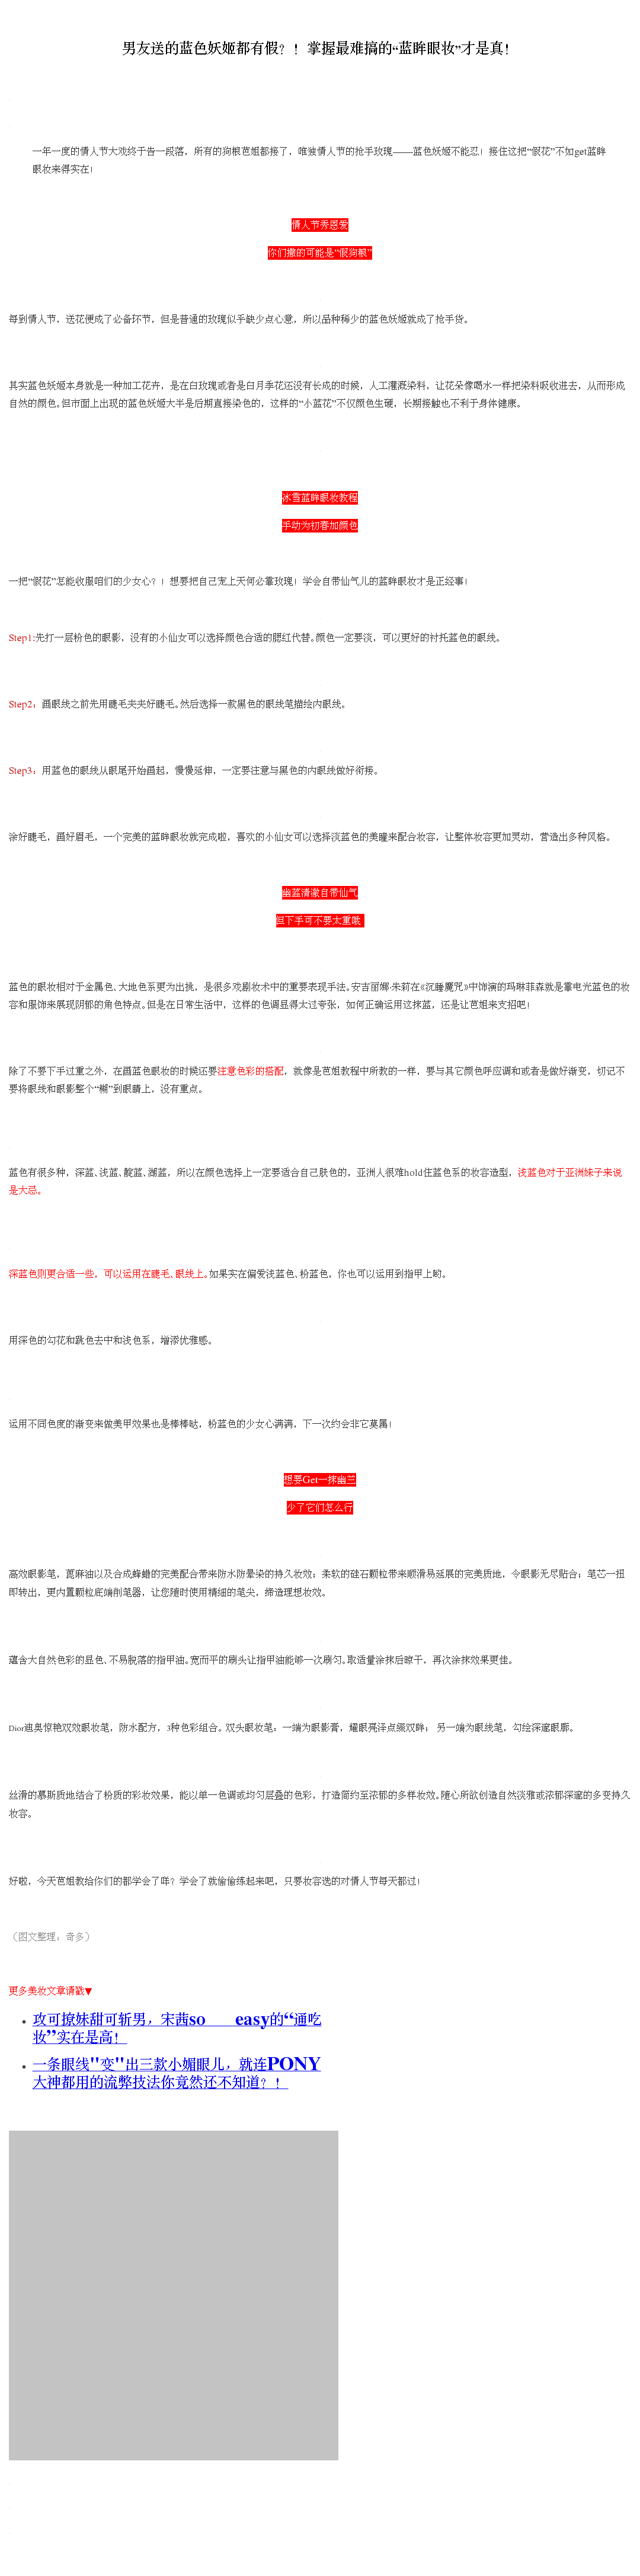 男友送的蓝色妖姬都有假？！掌握最难搞的“蓝眸眼妆”才是真！
一年一度的情人节大戏终于告一段落，所有的狗粮芭姐都接了，唯独情人节的抢手玫瑰——蓝色妖姬不能忍！接住这把“假花”不如get蓝眸
眼妆来得实在！
情人节秀恩爱
你们撒的可能是“假狗粮”
每到情人节，送花便成了必备环节，但是普通的玫瑰似乎缺少点心意，所以品种稀少的蓝色妖姬就成了抢手货。
其实蓝色妖姬本身就是一种加工花卉，是在白玫瑰或者是白月季花还没有长成的时候，人工灌溉染料，让花朵像喝水一样把染料吸收进去，从而形成
自然的颜色。但市面上出现的蓝色妖姬大半是后期直接染色的，这样的“小蓝花”不仅颜色生硬，长期接触也不利于身体健康。
冰雪蓝眸眼妆教程
手动为初春加颜色
一把“假花”怎能收服咱们的少女心？！想要把自己宠上天何必靠玫瑰！学会自带仙气儿的蓝眸眼妆才是正经事！
Step1:先打一层粉色的眼影，没有的小仙女可以选择颜色合适的腮红代替。颜色一定要淡，可以更好的衬托蓝色的眼线。
Step2：画眼线之前先用睫毛夹夹好睫毛。然后选择一款黑色的眼线笔描绘内眼线。
Step3：用蓝色的眼线从眼尾开始画起，慢慢延伸，一定要注意与黑色的内眼线做好衔接。
涂好睫毛，画好眉毛，一个完美的蓝眸眼妆就完成啦，喜欢的小仙女可以选择淡蓝色的美瞳来配合妆容，让整体妆容更加灵动，营造出多种风格。
幽蓝清澈自带仙气
但下手可不要太重呦
蓝色的眼妆相对于金属色、大地色系更为出挑，是很多戏剧妆术中的重要表现手法。安吉丽娜·朱莉在《沉睡魔咒》中饰演的玛琳菲森就是靠电光蓝色的妆
容和服饰来展现阴郁的角色特点。但是在日常生活中，这样的色调显得太过夸张，如何正确运用这抹蓝，还是让芭姐来支招吧！
除了不要下手过重之外，在画蓝色眼妆的时候还要注意色彩的搭配，就像是芭姐教程中所教的一样，要与其它颜色呼应调和或者是做好渐变，切记不
要将眼线和眼影整个“糊”到眼睛上，没有重点。
蓝色有很多种，深蓝、浅蓝、靛蓝、湖蓝，所以在颜色选择上一定要适合自己肤色的，亚洲人很难hold住蓝色系的妆容造型，浅蓝色对于亚洲妹子来说
是大忌。
深蓝色则更合适一些，可以运用在睫毛、眼线上。如果实在偏爱浅蓝色、粉蓝色，你也可以运用到指甲上哟。
用深色的勾花和跳色去中和浅色系，增添优雅感。
运用不同色度的渐变来做美甲效果也是棒棒哒，粉蓝色的少女心满满，下一次约会非它莫属！
想要Get一抹幽兰
少了它们怎么行
高效眼影笔，蓖麻油以及合成蜂蜡的完美配合带来防水防晕染的持久妆效；柔软的硅石颗粒带来顺滑易延展的完美质地，令眼影无尽贴合；笔芯一扭
即转出，更内置颗粒底端削笔器，让您随时使用精细的笔尖，缔造理想妆效。
蕴含大自然色彩的显色、不易脱落的指甲油。宽而平的刷头让指甲油能够一次刷匀。取适量涂抹后晾干，再次涂抹效果更佳。
Dior迪奥惊艳双效眼妆笔，防水配方，3种色彩组合。双头眼妆笔：一端为眼影膏，耀眼亮泽点缀双眸； 另一端为眼线笔，勾绘深邃眼廓。
丝滑的慕斯质地结合了粉质的彩妆效果，能以单一色调或均匀层叠的色彩，打造简约至浓郁的多样妆效。随心所欲创造自然淡雅或浓郁深邃的多变持久
妆容。
好啦，今天芭姐教给你们的都学会了咩？学会了就偷偷练起来吧，只要妆容选的对情人节每天都过！
（图文整理：奇多）
更多美妆文章请戳▼
攻可撩妹甜可斩男，宋茜so easy的“通吃
妆”实在是高！
一条眼线"变"出三款小媚眼儿，就连PONY
大神都用的流弊技法你竟然还不知道？！